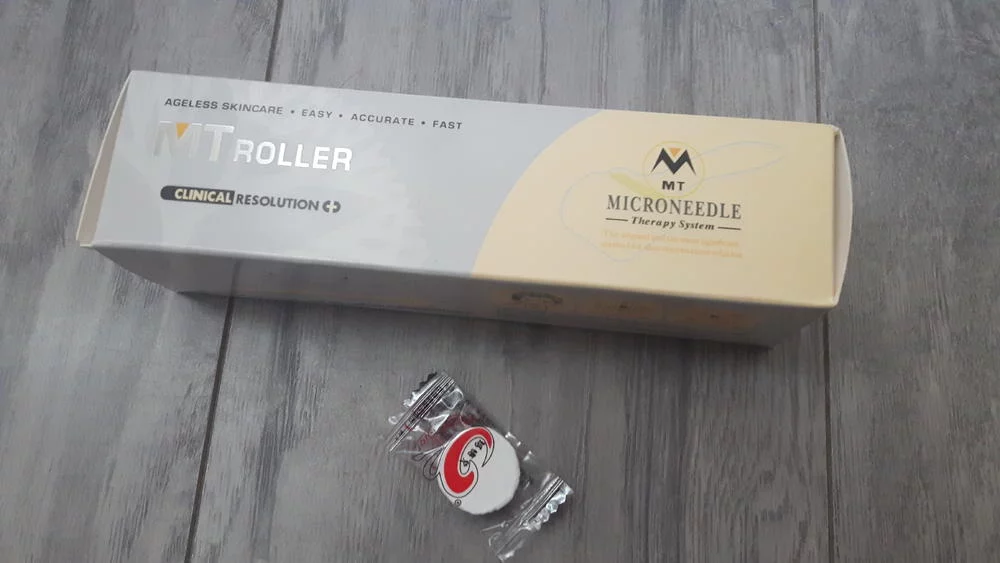 AGELESS SKINCARE • EASY • ACCURATE • FAST
MT ROLLER
CLINICAL RESOLUTION
MT
MICRONEEDLE
Therapy System
®